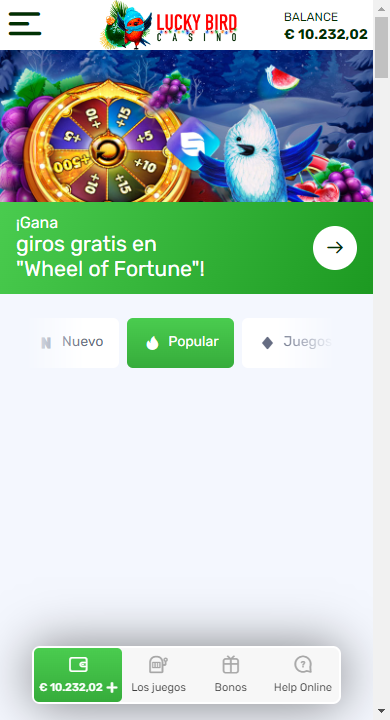 LUCKY BIRD
CASINO
BALANCE
€ 10.232,02
+15
+5
+10
+10
+500
+5
¡Gana
giros gratis en
"Wheel of Fortune"!
N Nuevo
Popular
Juegos
€ 10.232,02 +
Los juegos
Bonos
Help Online